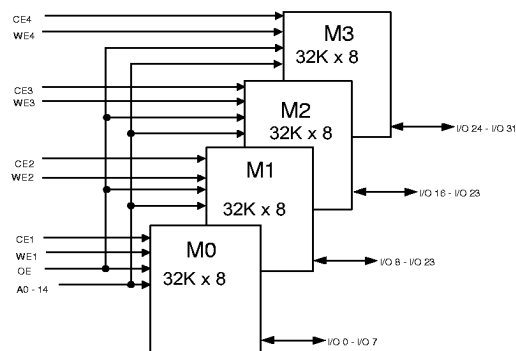 CE4
WE4
M3
32K x 8
CE3
WE3
M2
32K x 8
I/O 24 - I/O 31
CE2
WE2
M1
32K x 8
I/O 16 - I/O 23
CE1
WE1
OE
A0 - 14
M0
32K x 8
I/O 8 - I/O 23
I/O 0 - I/O 7